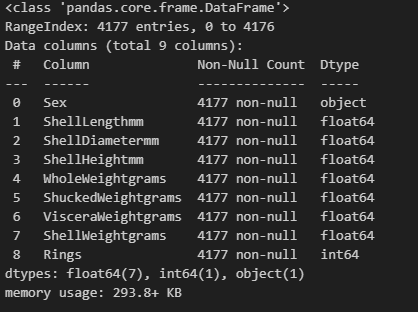 <class 'pandas.core.frame.DataFrame'>
RangeIndex: 4177 entries, 0 to 4176
Data columns (total 9 columns):
 #   Column              Non-Null Count  Dtype
---  ------              --------------  -----
 0   Sex                 4177 non-null   object
 1   ShellLengthmm       4177 non-null   float64
 2   ShellDiametermm     4177 non-null   float64
 3   ShellHeightmm       4177 non-null   float64
 4   WholeWeightgrams    4177 non-null   float64
 5   ShuckedWeightgrams  4177 non-null   float64
 6   VisceraWeightgrams  4177 non-null   float64
 7   ShellWeightgrams    4177 non-null   float64
 8   Rings               4177 non-null   int64
dtypes: float64(7), int64(1), object(1)
memory usage: 293.8+ KB